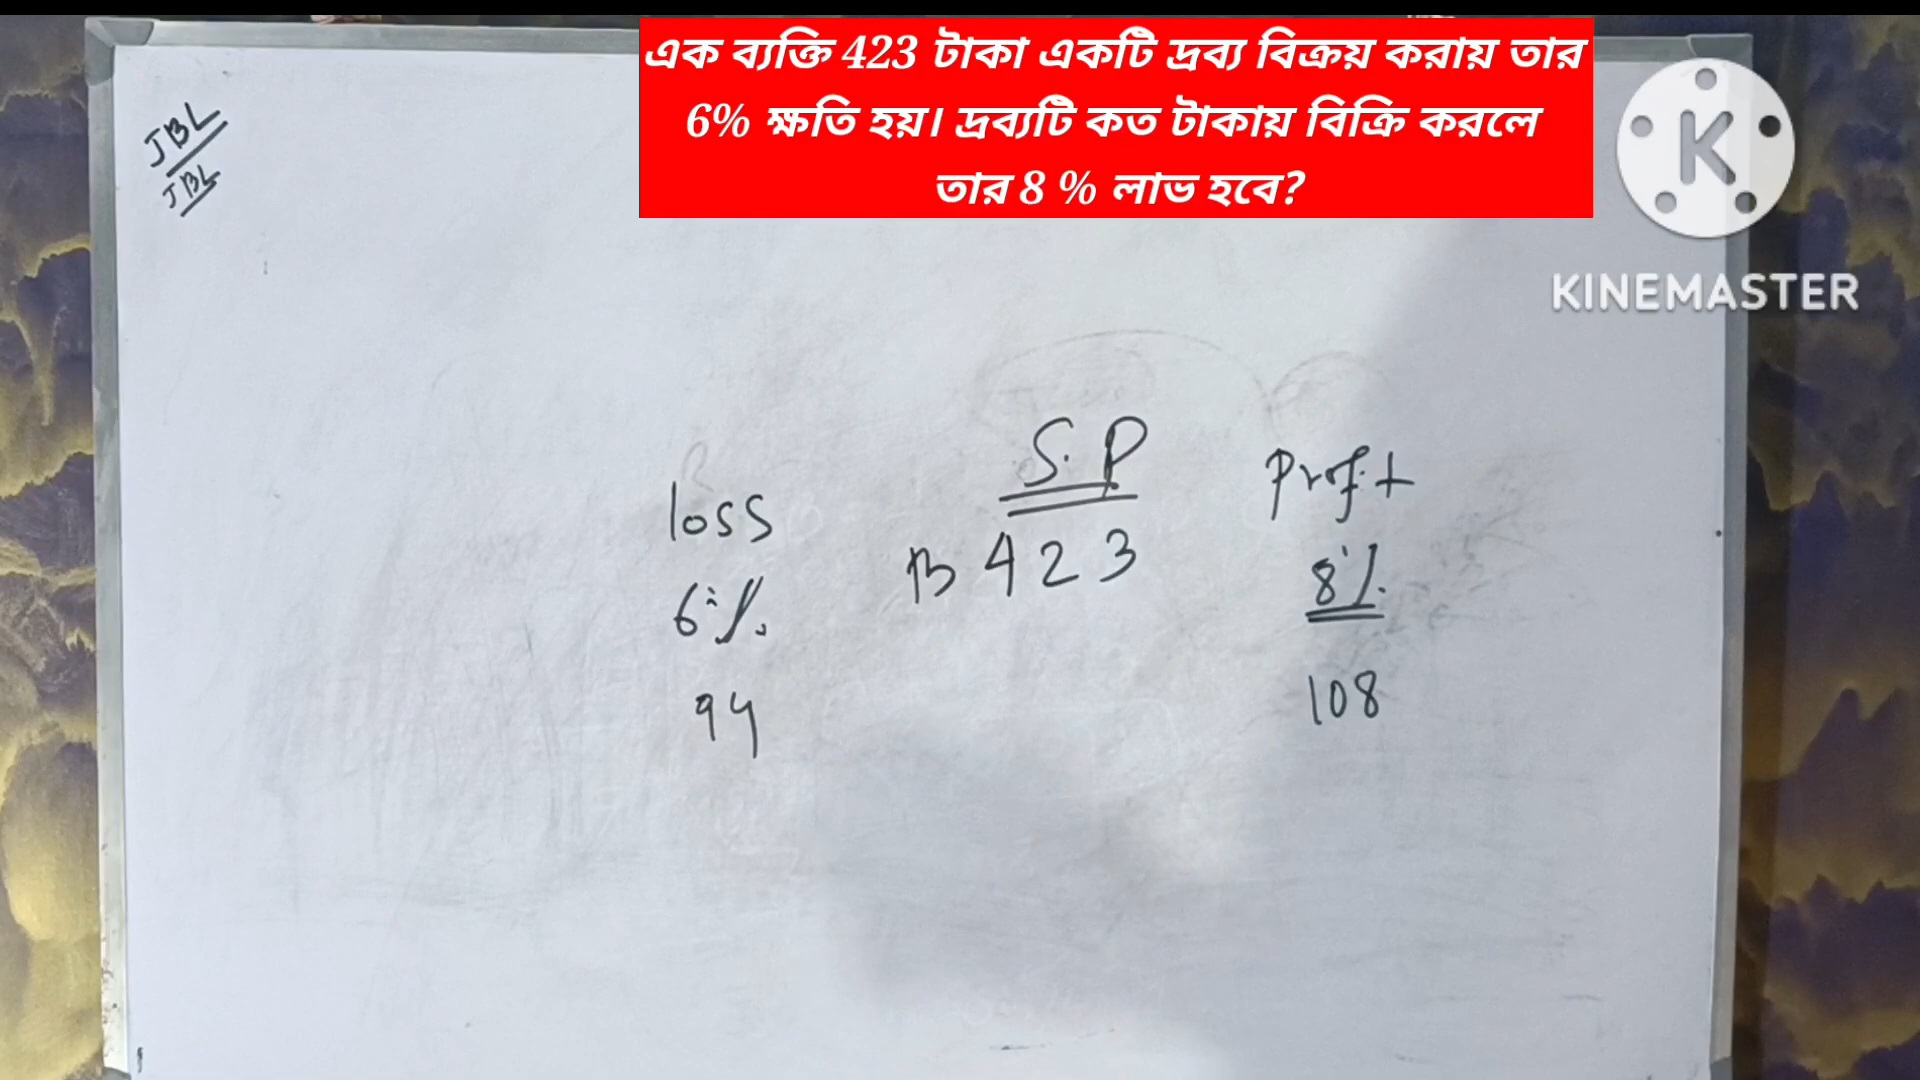 এক ব্যক্তি 423 টাকা একটি দ্রব্য বিক্রয় করায় তার
6% ক্ষতি হয়। দ্রব্যটি কত টাকায় বিক্রি করলে
তার 8 % লাভ হবে?
K
KINEMASTER
JBL
JBL
S.P
loss
Profit
423
6%
8%
94
108